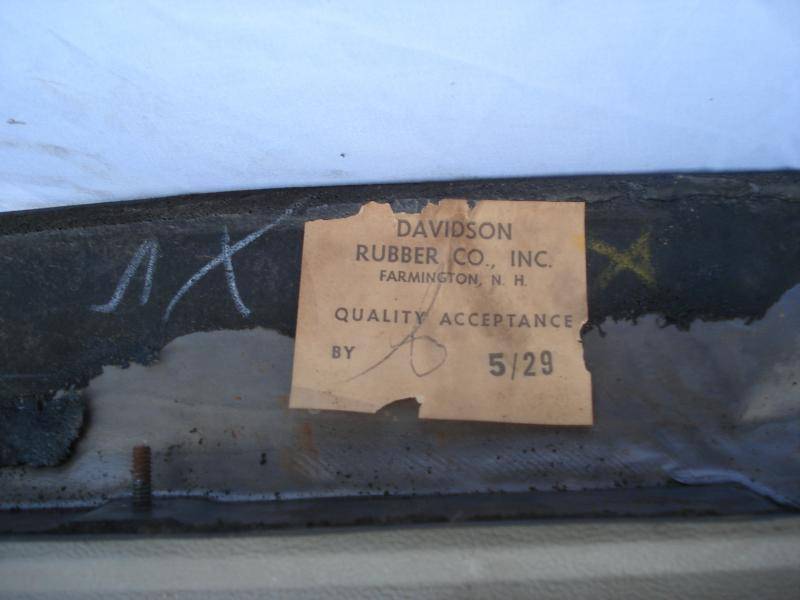 DAVIDSON
RUBBER CO., INC.
FARMINGTON, N. H.
QUALITY ACCEPTANCE
BY 5/29